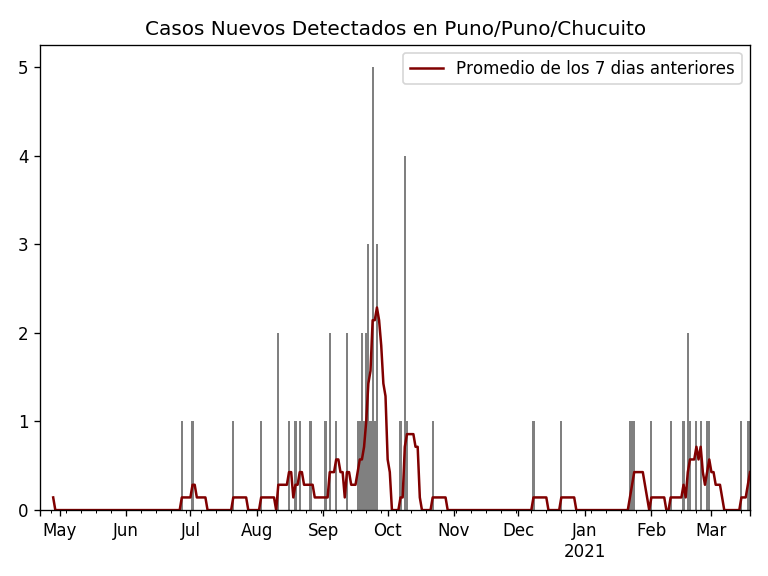 Casos Nuevos Detectados en Puno/Puno/Chucuito
Promedio de los 7 dias anteriores
5
4
3
2
1
0
May Jun Jul Aug Sep Oct Nov Dec Jan Feb Mar
2021